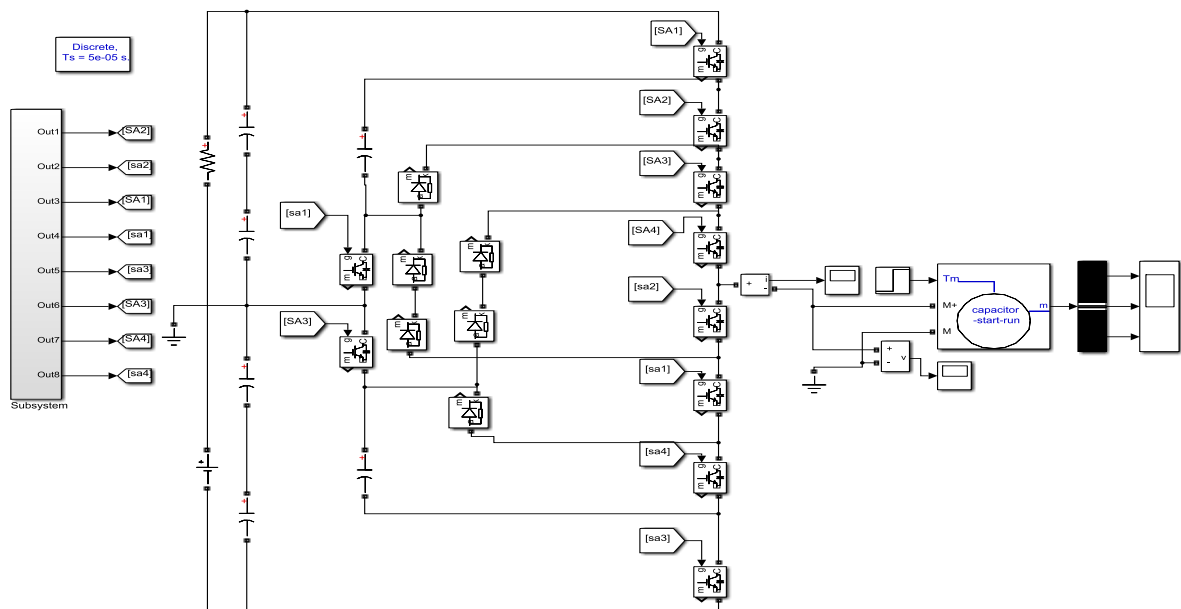 Discrete,
Ts = 5e-05 s.
Out1
[SA2]
Out2
[sa2]
Out3
[SA1]
Out4
[sa1]
Out5
[sa3]
Out6
[SA3]
Out7
[SA4]
Out8
[sa4]
Subsystem
+
+
+
+
+
+
+
+
[sa1]
g
C
m
E
[SA3]
g
C
m
E
m
k
a
m
k
a
m
k
a
m
k
a
m
k
a
m
k
a
[SA1]
g
C
m
E
[SA2]
g
C
m
E
[SA3]
g
C
m
E
[SA4]
g
C
m
E
[sa2]
g
C
m
E
[sa1]
g
C
m
E
[sa4]
g
C
m
E
[sa3]
g
C
m
E
+
i
-
Tm
M+
M
m
capacitor
-start-run
+
v
-